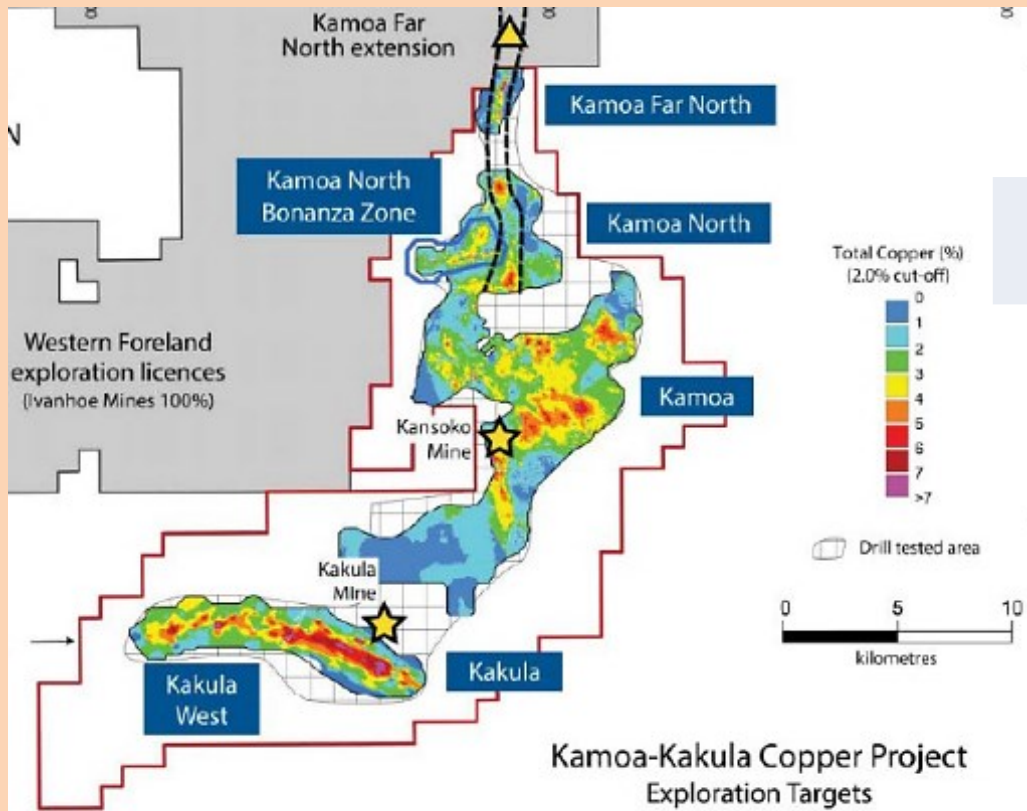 Kamoa Far
North extension
Kamoa Far North
N
Kamoa North
Bonanza Zone
Kamoa North
Total Copper (%)
(2.0% cut-off)
0
1
2
3
4
5
6
7
>7
Western Foreland
exploration licences
(Ivanhoe Mines 100%)
Kamoa
Kansoko
Mine
Drill tested area
Kakula
Mine
0 5 10
kilometres
Kakula
Kakula
West
Kamoa-Kakula Copper Project
Exploration Targets